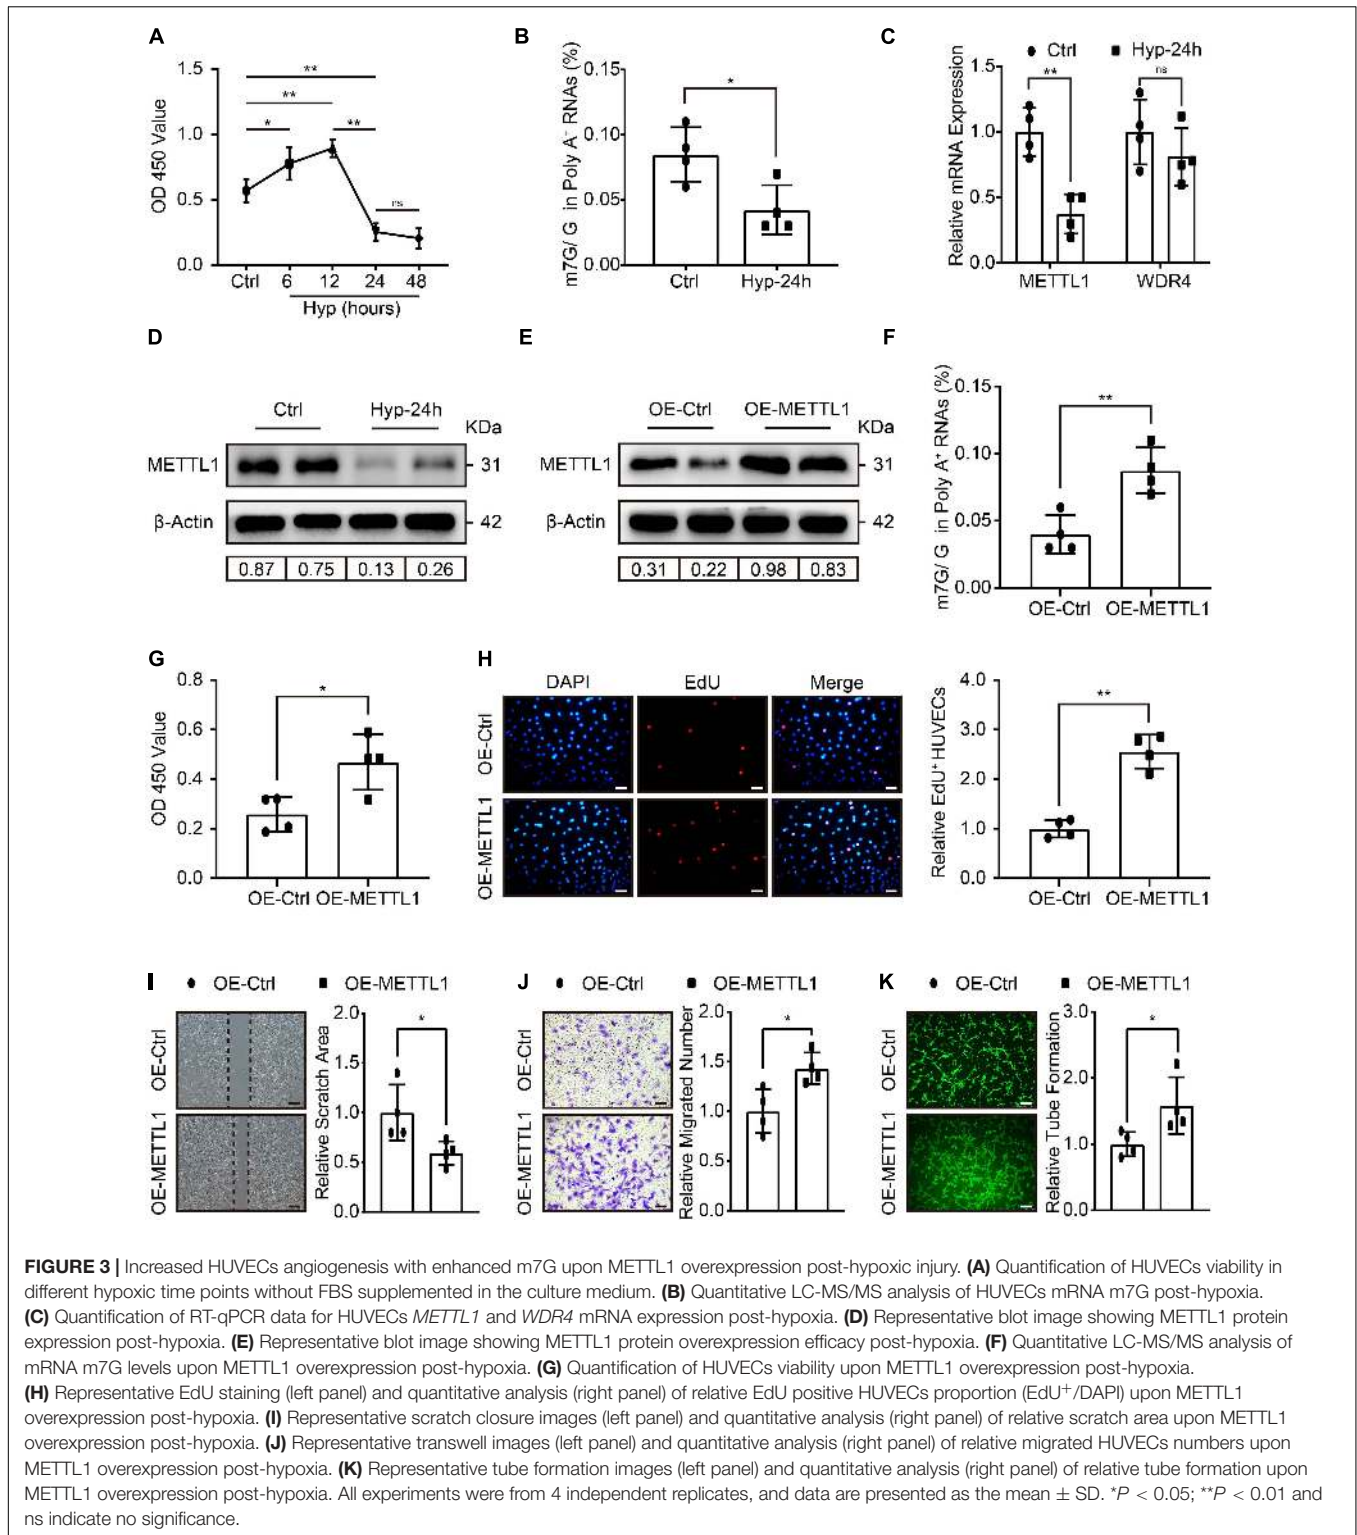 A
1.5
1.0
0.5
0.0
OD 450 Value
**
**
*
**
ns
Ctrl 6 12 24 48
Hyp (hours)
B
0.15
0.10
0.05
0.00
m7G/ G in Poly A⁻ RNAs (%)
*
Ctrl Hyp-24h
C
Ctrl Hyp-24h
1.5
1.0
0.5
0.0
Relative mRNA Expression
**
ns
METTL1 WDR4
D
Ctrl Hyp-24h
KDa
METTL1 31
β-Actin 42
0.87 0.75 0.13 0.26
E
OE-Ctrl OE-METTL1
KDa
METTL1 31
β-Actin 42
0.31 0.22 0.98 0.83
F
0.15
0.10
0.05
0.00
m7G/ G in Poly A⁺ RNAs (%)
**
OE-Ctrl OE-METTL1
G
0.8
0.6
0.4
0.2
0.0
OD 450 Value
*
OE-Ctrl OE-METTL1
H
DAPI EdU Merge
OE-Ctrl
OE-METTL1
4.0
3.0
2.0
1.0
0.0
Relative EdU⁺ HUVECs
**
OE-Ctrl OE-METTL1
I
OE-Ctrl OE-METTL1
OE-Ctrl
OE-METTL1
2.0
1.5
1.0
0.5
0.0
Relative Scratch Area
*
J
OE-Ctrl OE-METTL1
OE-Ctrl
OE-METTL1
2.0
1.5
1.0
0.5
0.0
Relative Migrated Number
*
K
OE-Ctrl OE-METTL1
OE-Ctrl
OE-METTL1
3.0
2.0
1.0
0.0
Relative Tube Formation
*
FIGURE 3 | Increased HUVECs angiogenesis with enhanced m7G upon METTL1 overexpression post-hypoxic injury. (A) Quantification of HUVECs viability in
different hypoxic time points without FBS supplemented in the culture medium. (B) Quantitative LC-MS/MS analysis of HUVECs mRNA m7G post-hypoxia.
(C) Quantification of RT-qPCR data for HUVECs METTL1 and WDR4 mRNA expression post-hypoxia. (D) Representative blot image showing METTL1 protein
expression post-hypoxia. (E) Representative blot image showing METTL1 protein overexpression efficacy post-hypoxia. (F) Quantitative LC-MS/MS analysis of
mRNA m7G levels upon METTL1 overexpression post-hypoxia. (G) Quantification of HUVECs viability upon METTL1 overexpression post-hypoxia.
(H) Representative EdU staining (left panel) and quantitative analysis (right panel) of relative EdU positive HUVECs proportion (EdU⁺/DAPI) upon METTL1
overexpression post-hypoxia. (I) Representative scratch closure images (left panel) and quantitative analysis (right panel) of relative scratch area upon METTL1
overexpression post-hypoxia. (J) Representative transwell images (left panel) and quantitative analysis (right panel) of relative migrated HUVECs numbers upon
METTL1 overexpression post-hypoxia. (K) Representative tube formation images (left panel) and quantitative analysis (right panel) of relative tube formation upon
METTL1 overexpression post-hypoxia. All experiments were from 4 independent replicates, and data are presented as the mean ± SD. *P < 0.05; **P < 0.01 and
ns indicate no significance.